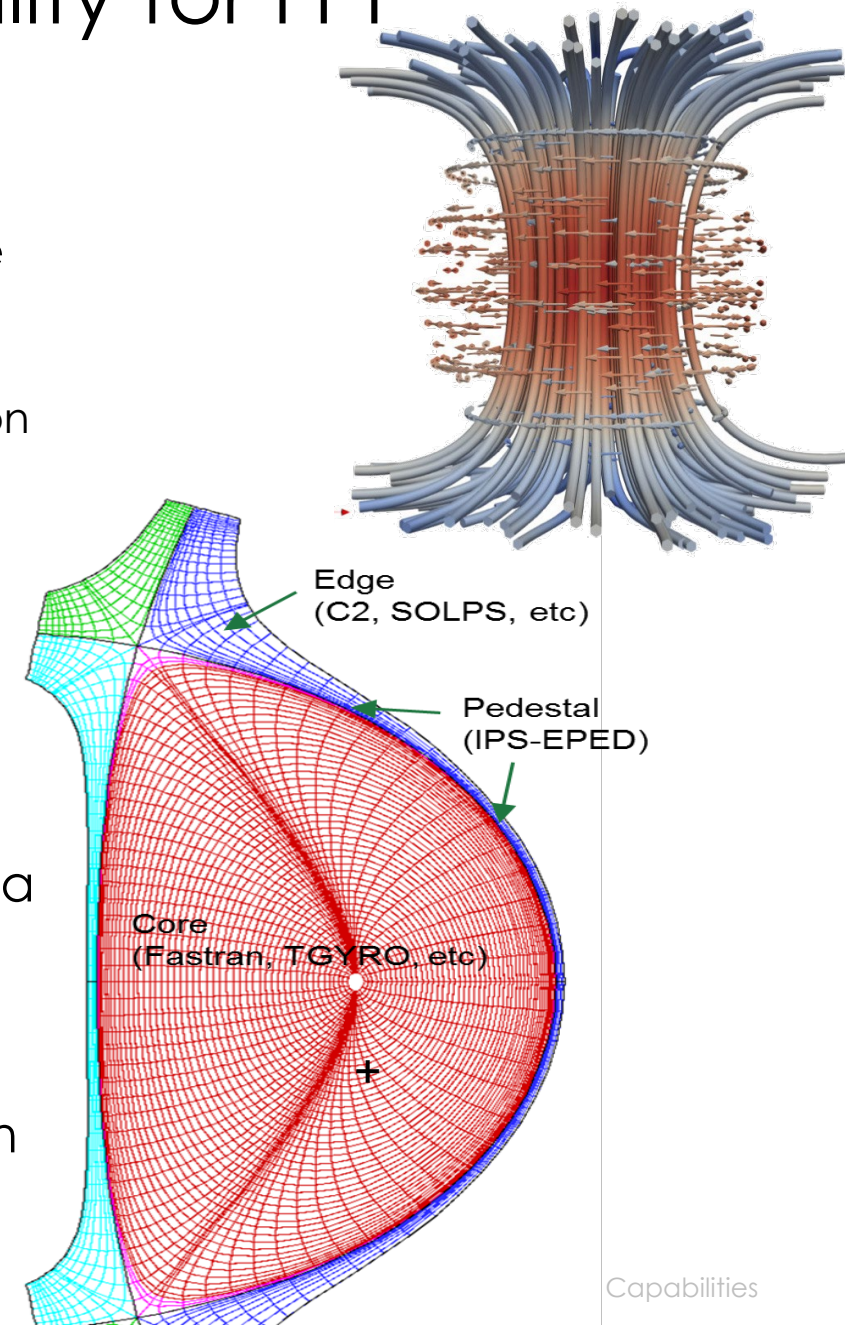 Edge
(C2, SOLPS, etc)
Pedestal
(IPS-EPED)
a
Core
(Fastran, TGYRO, etc)
+
Capabilities